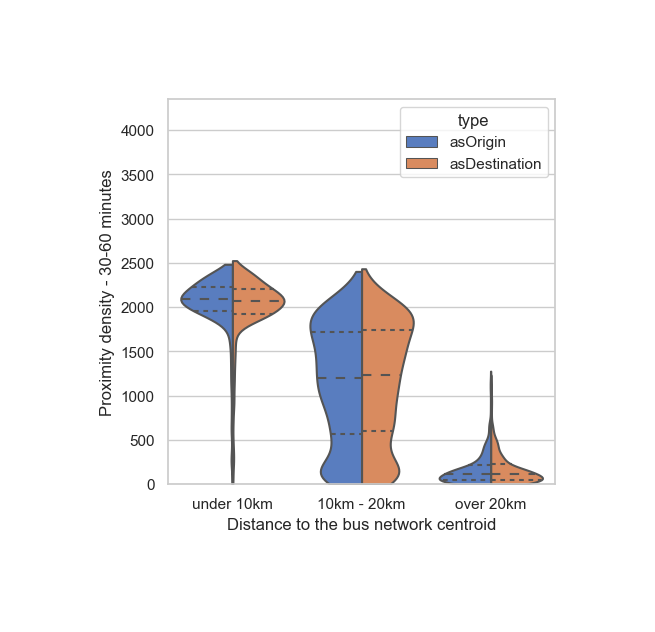 type
asOrigin
asDestination
4000
3500
3000
2500
2000
1500
1000
500
0
Proximity density - 30-60 minutes
under 10km
10km - 20km
over 20km
Distance to the bus network centroid